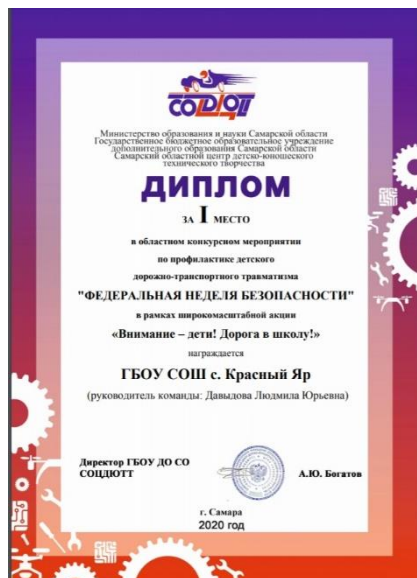 СОЦДЮТТ
Министерство образования и науки Самарской области
Государственное бюджетное образовательное учреждение
дополнительного образования Самарской области
Самарский областной центр детско-юношеского
технического творчества
ДИПЛОМ
ЗА I МЕСТО
в областном конкурсном мероприятии
по профилактике детского
дорожно-транспортного травматизма
"ФЕДЕРАЛЬНАЯ НЕДЕЛЯ БЕЗОПАСНОСТИ"
в рамках широкомасштабной акции
«Внимание – дети! Дорога в школу!»
награждается
ГБОУ СОШ с. Красный Яр
(руководитель команды: Давыдова Людмила Юрьевна)
Директор ГБОУ ДО СО
СОЦДЮТТ
А.Ю. Богатов
г. Самара
2020 год